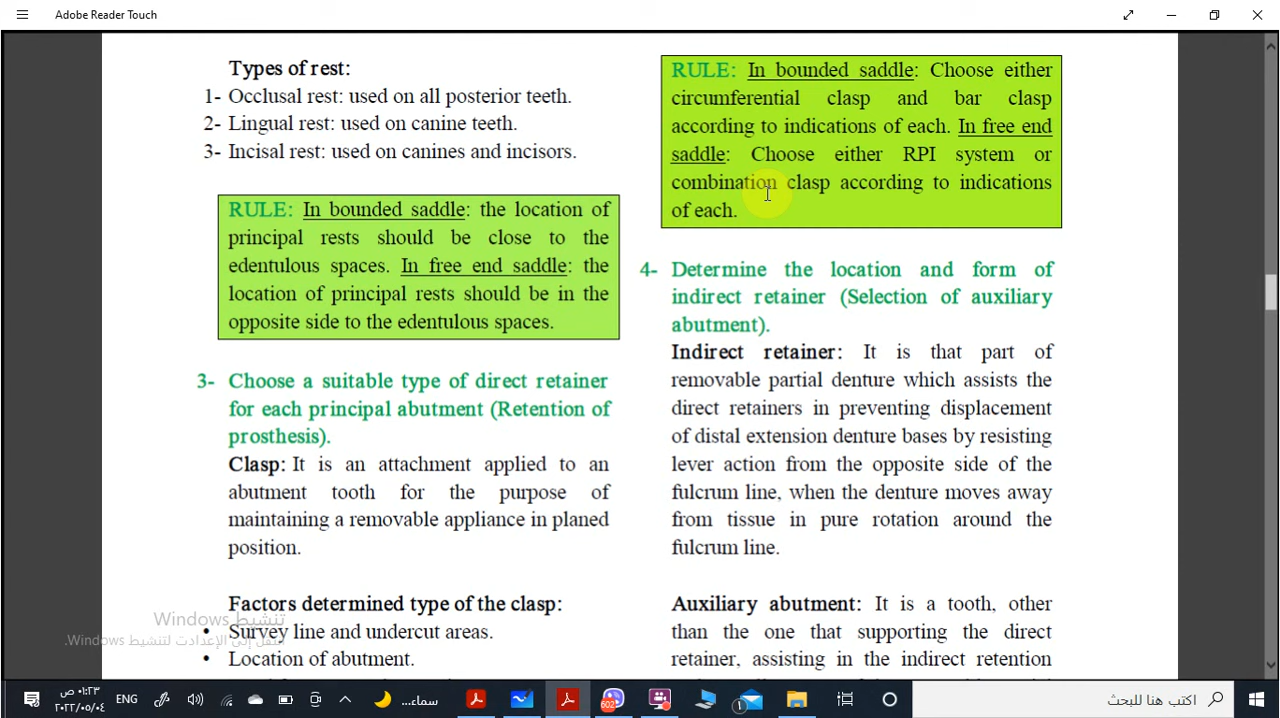 Adobe Reader Touch
Types of rest:
1- Occlusal rest: used on all posterior teeth.
2- Lingual rest: used on canine teeth.
3- Incisal rest: used on canines and incisors.
RULE: In bounded saddle: the location of
principal rests should be close to the
edentulous spaces. In free end saddle: the
location of principal rests should be in the
opposite side to the edentulous spaces.
3- Choose a suitable type of direct retainer
for each principal abutment (Retention of
prosthesis).
Clasp: It is an attachment applied to an
abutment tooth for the purpose of
maintaining a removable appliance in planed
position.
Factors determined type of the clasp:
• Survey line and undercut areas.
• Location of abutment.
RULE: In bounded saddle: Choose either
circumferential clasp and bar clasp
according to indications of each. In free end
saddle: Choose either RPI system or
combination clasp according to indications
of each.
4- Determine the location and form of
indirect retainer (Selection of auxiliary
abutment).
Indirect retainer: It is that part of
removable partial denture which assists the
direct retainers in preventing displacement
of distal extension denture bases by resisting
lever action from the opposite side of the
fulcrum line, when the denture moves away
from tissue in pure rotation around the
fulcrum line.
Auxiliary abutment: It is a tooth, other
than the one that supporting the direct
retainer, assisting in the indirect retention
تنشيط Windows
انتقل إلى الإعدادات لتنشيط Windows.
٠١:٢٣ ص
٢٠٢٢/٠٥/٠٤
ENG
سماء...
602
١
اكتب هنا للبحث